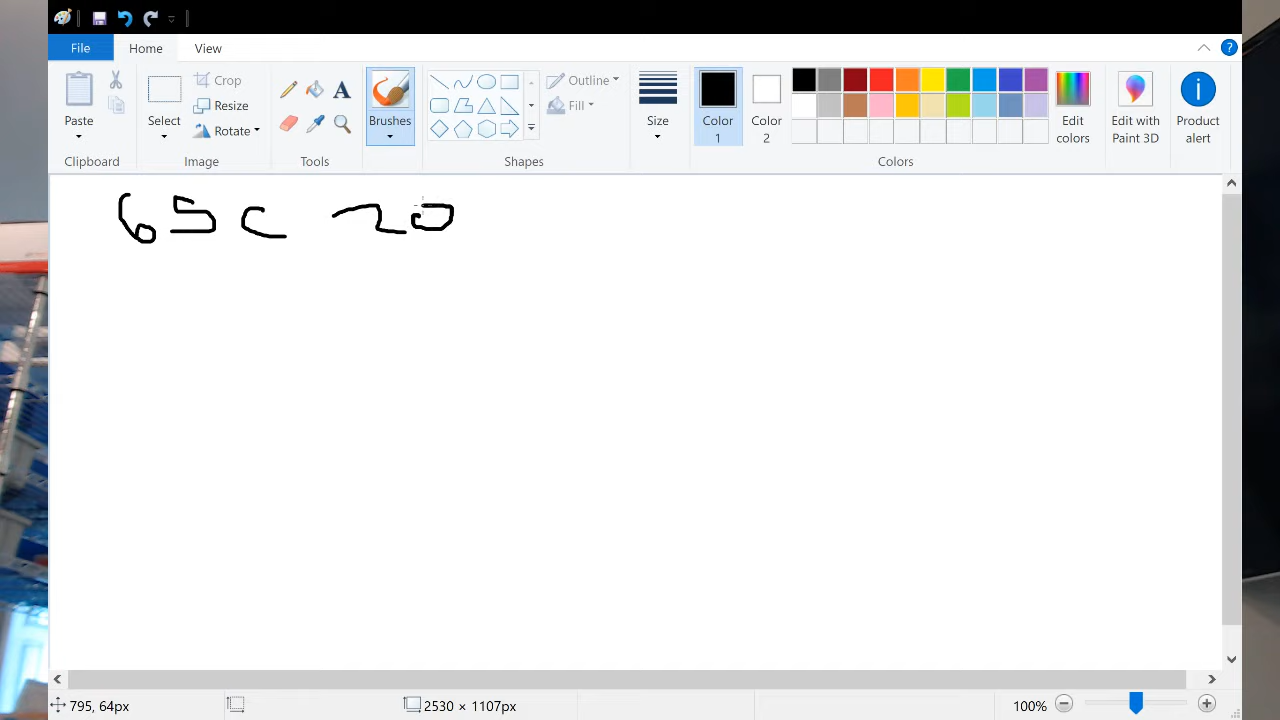 File Home View
Paste Select Crop Resize Rotate A Brushes Outline Fill Size Color 1 Color 2 Edit colors Edit with Paint 3D Product alert
Clipboard Image Tools Shapes Colors
65c 20
795, 64px 2530 × 1107px 100%